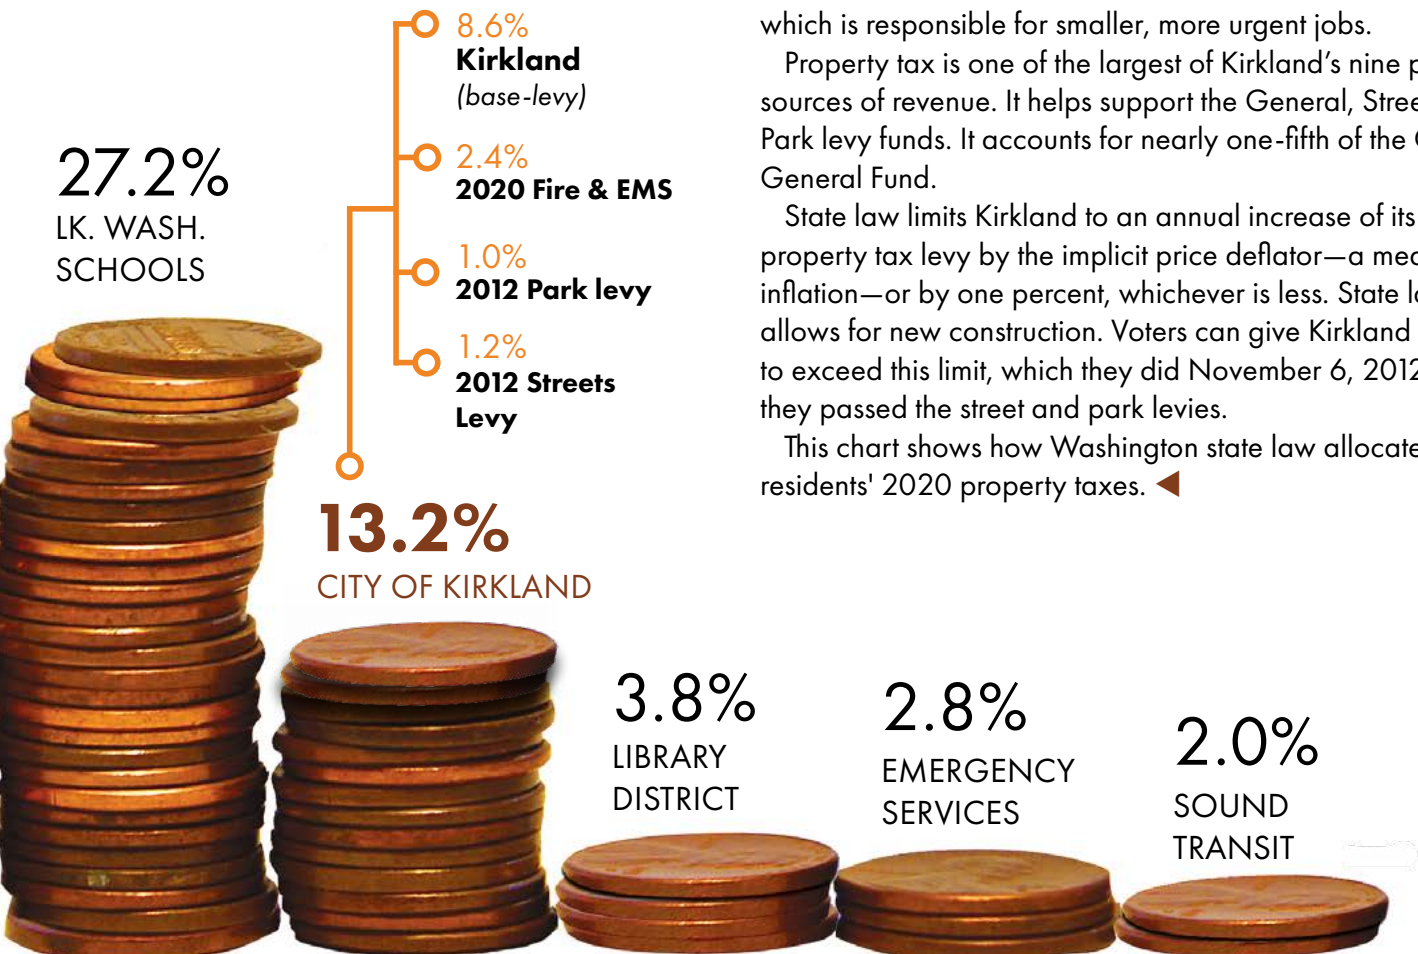 8.6%
Kirkland
(base-levy)
2.4%
2020 Fire & EMS
1.0%
2012 Park levy
1.2%
2012 Streets
Levy
27.2%
LK. WASH.
SCHOOLS
13.2%
CITY OF KIRKLAND
3.8%
LIBRARY
DISTRICT
2.8%
EMERGENCY
SERVICES
2.0%
SOUND
TRANSIT
which is responsible for smaller, more urgent jobs.
Property tax is one of the largest of Kirkland’s nine
sources of revenue. It helps support the General,
Park levy funds. It accounts for nearly one-fifth of the
General Fund.
State law limits Kirkland to an annual increase of its
property tax levy by the implicit price deflator—a
inflation—or by one percent, whichever is less. State
allows for new construction. Voters can give Kirkland
to exceed this limit, which they did November 6, 2012
they passed the street and park levies.
This chart shows how Washington state law
residents' 2020 property taxes. ◀